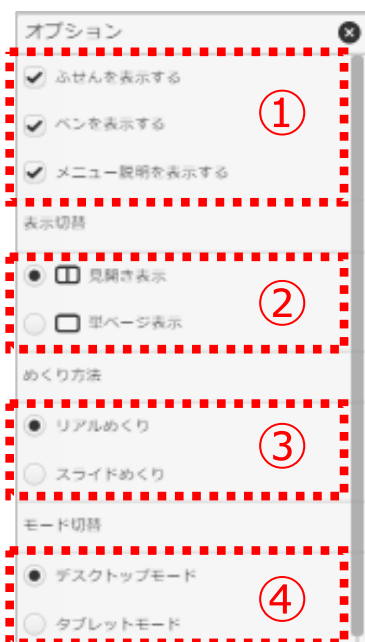 オプション
ふせんを表示する
ペンを表示する
①
メニュー説明を表示する
表示切替
見開き表示
②
単ページ表示
めくり方法
リアルめくり
③
スライドめくり
モード切替
デスクトップモード
④
タブレットモード